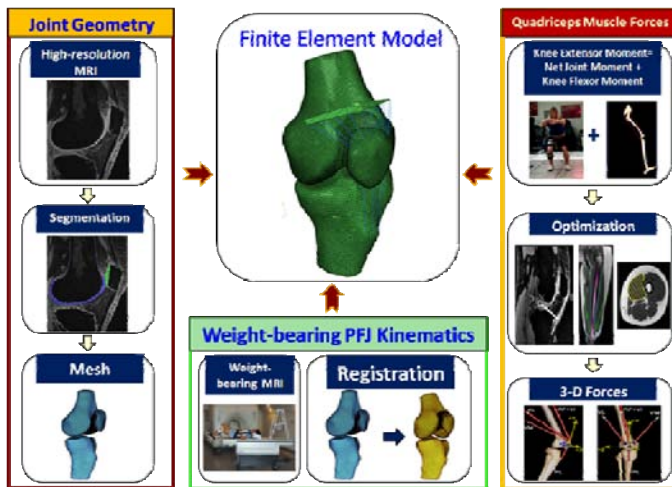 Joint Geometry
High-resolution
MRI
Segmentation
Mesh
Finite Element Model
Weight-bearing PFJ Kinematics
Weight-
bearing MRI
Registration
Quadriceps Muscle Forces
Knee Extensor Moment=
Net Joint Moment +
Knee Flexor Moment
+
Optimization
3-D Forces